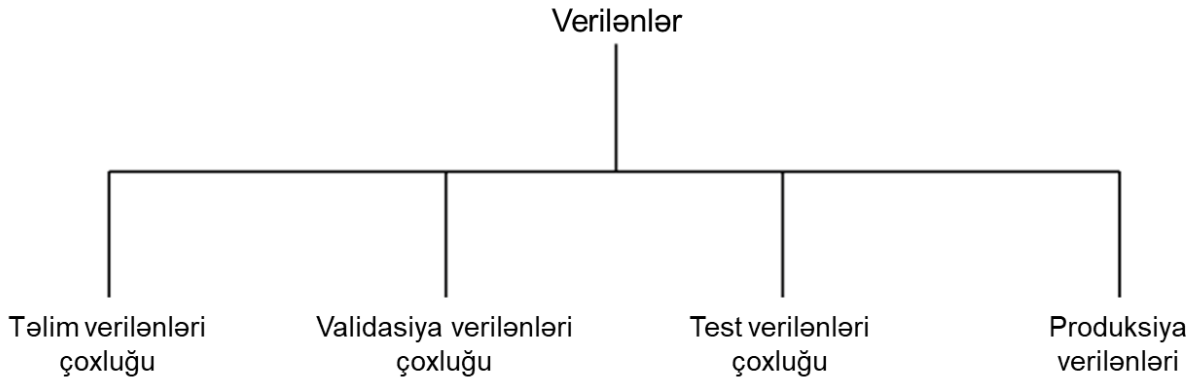 Verilənlər
Təlim verilənləri
çoxluğu
Validasiya verilənləri
çoxluğu
Test verilənləri
çoxluğu
Produksiya
verilənləri